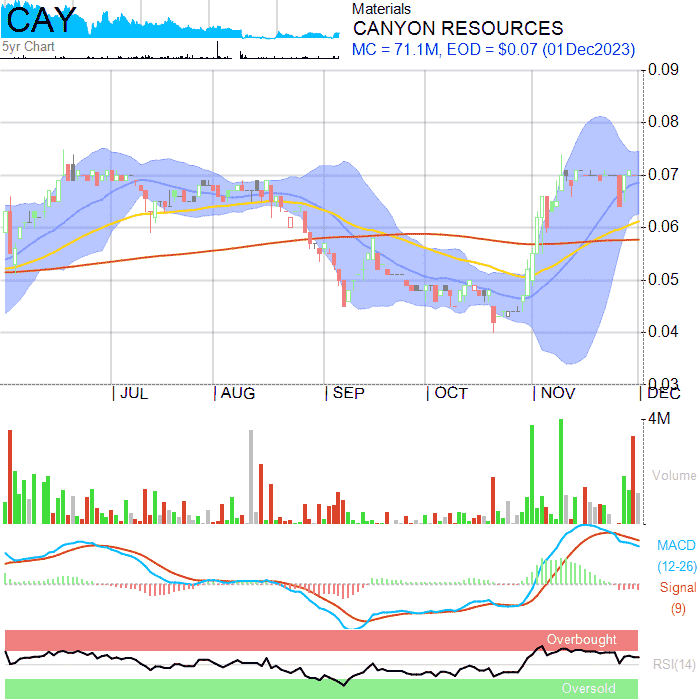 CAY
5yr Chart
Materials
CANYON RESOURCES
MC = 71.1M, EOD = $0.07 (01Dec2023)
0.09
0.08
0.07
0.06
0.05
0.04
0.03
JUL
AUG
SEP
OCT
NOV
DEC
4M
Volume
MACD
(12-26)
Signal
(9)
Overbought
RSI(14)
Oversold